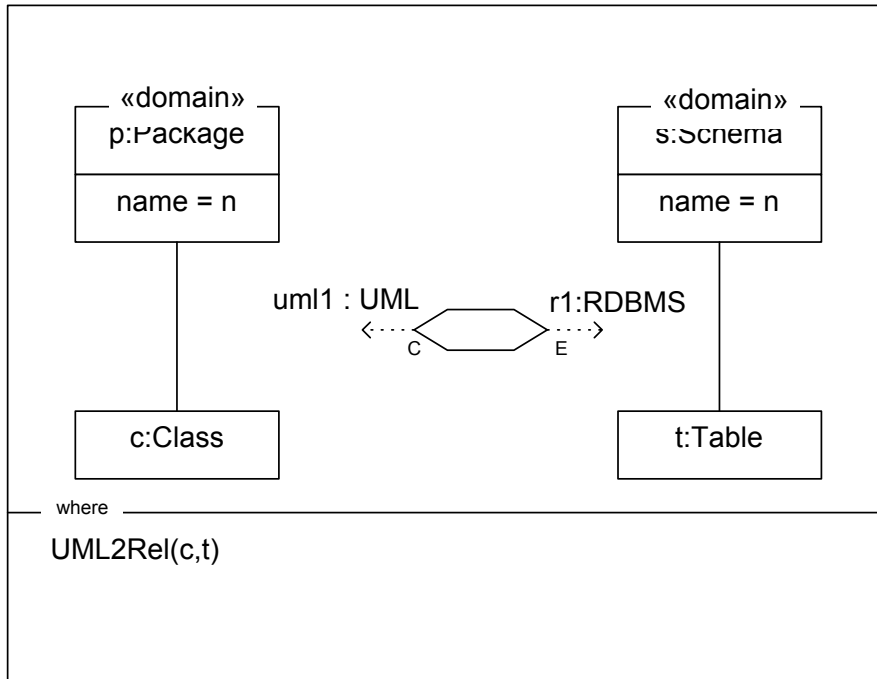 «domain»
p:Package
name = n
«domain»
s:Schema
name = n
uml1 : UML
r1:RDBMS
C
E
c:Class
t:Table
where
UML2Rel(c,t)